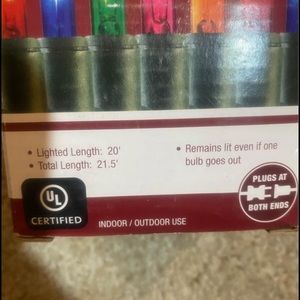 • Lighted Length: 20'
• Total Length: 21.5'
• Remains lit even if one
bulb goes out
UL
CERTIFIED
INDOOR / OUTDOOR USE
PLUGS AT
BOTH ENDS